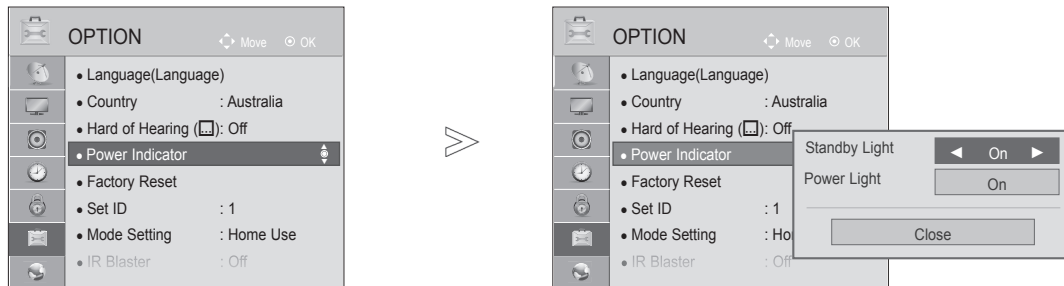 OPTION
Move OK
• Language(Language)
• Country : Australia
• Hard of Hearing (...): Off
• Power Indicator
• Factory Reset
• Set ID : 1
• Mode Setting : Home Use
• IR Blaster : Off
OPTION
Move OK
• Language(Language)
• Country : Australia
• Hard of Hearing (...): Off
• Power Indicator
• Factory Reset
• Set ID : 1
• Mode Setting : Ho
• IR Blaster : Off
Standby Light ◄ On ►
Power Light On
Close